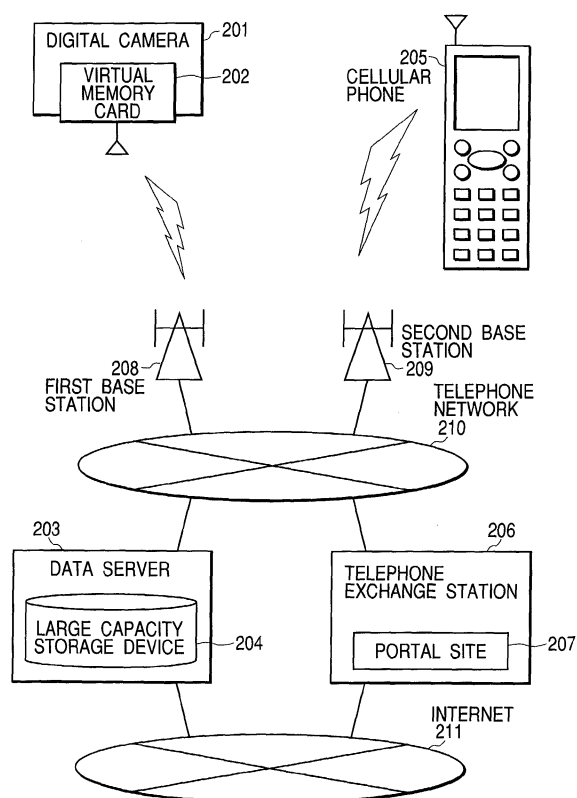 DIGITAL CAMERA
201
VIRTUAL
MEMORY
CARD
202
205
CELLULAR
PHONE
208
FIRST BASE
STATION
SECOND BASE
STATION
209
TELEPHONE
NETWORK
210
203
DATA SERVER
LARGE CAPACITY
STORAGE DEVICE
204
206
TELEPHONE
EXCHANGE STATION
PORTAL SITE
207
INTERNET
211